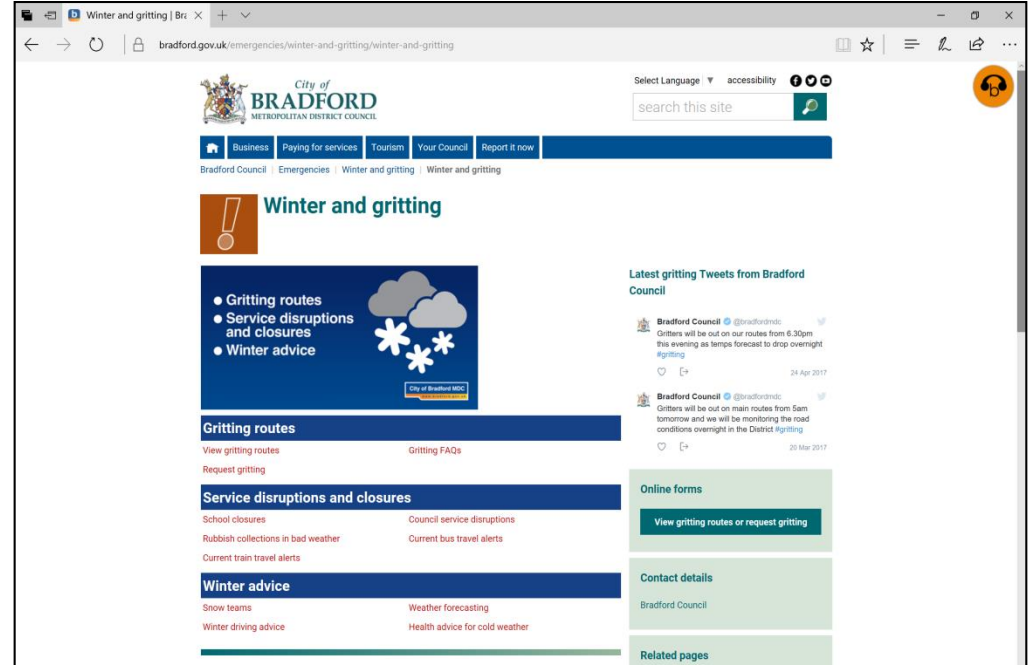 Winter and gritting | Bra
bradford.gov.uk/emergencies/winter-and-gritting/winter-and-gritting
City of
BRADFORD
METROPOLITAN DISTRICT COUNCIL
Select Language ▼ accessibility
search this site
Business Paying for services Tourism Your Council Report it now
Bradford Council | Emergencies | Winter and gritting | Winter and gritting
Winter and gritting
● Gritting routes
● Service disruptions
and closures
● Winter advice
City of Bradford MDC
www.bradford.gov.uk
Gritting routes
View gritting routes Gritting FAQs
Request gritting
Service disruptions and closures
School closures Council service disruptions
Rubbish collections in bad weather Current bus travel alerts
Current train travel alerts
Winter advice
Snow teams Weather forecasting
Winter driving advice Health advice for cold weather
Latest gritting Tweets from Bradford
Council
Bradford Council @bradfordmdc
Gritters will be out on our routes from 6.30pm
this evening as temps forecast to drop overnight
#gritting
24 Apr 2017
Bradford Council @bradfordmdc
Gritters will be out on main routes from 5am
tomorrow and we will be monitoring the road
conditions overnight in the District #gritting
20 Mar 2017
Online forms
View gritting routes or request gritting
Contact details
Bradford Council
Related pages